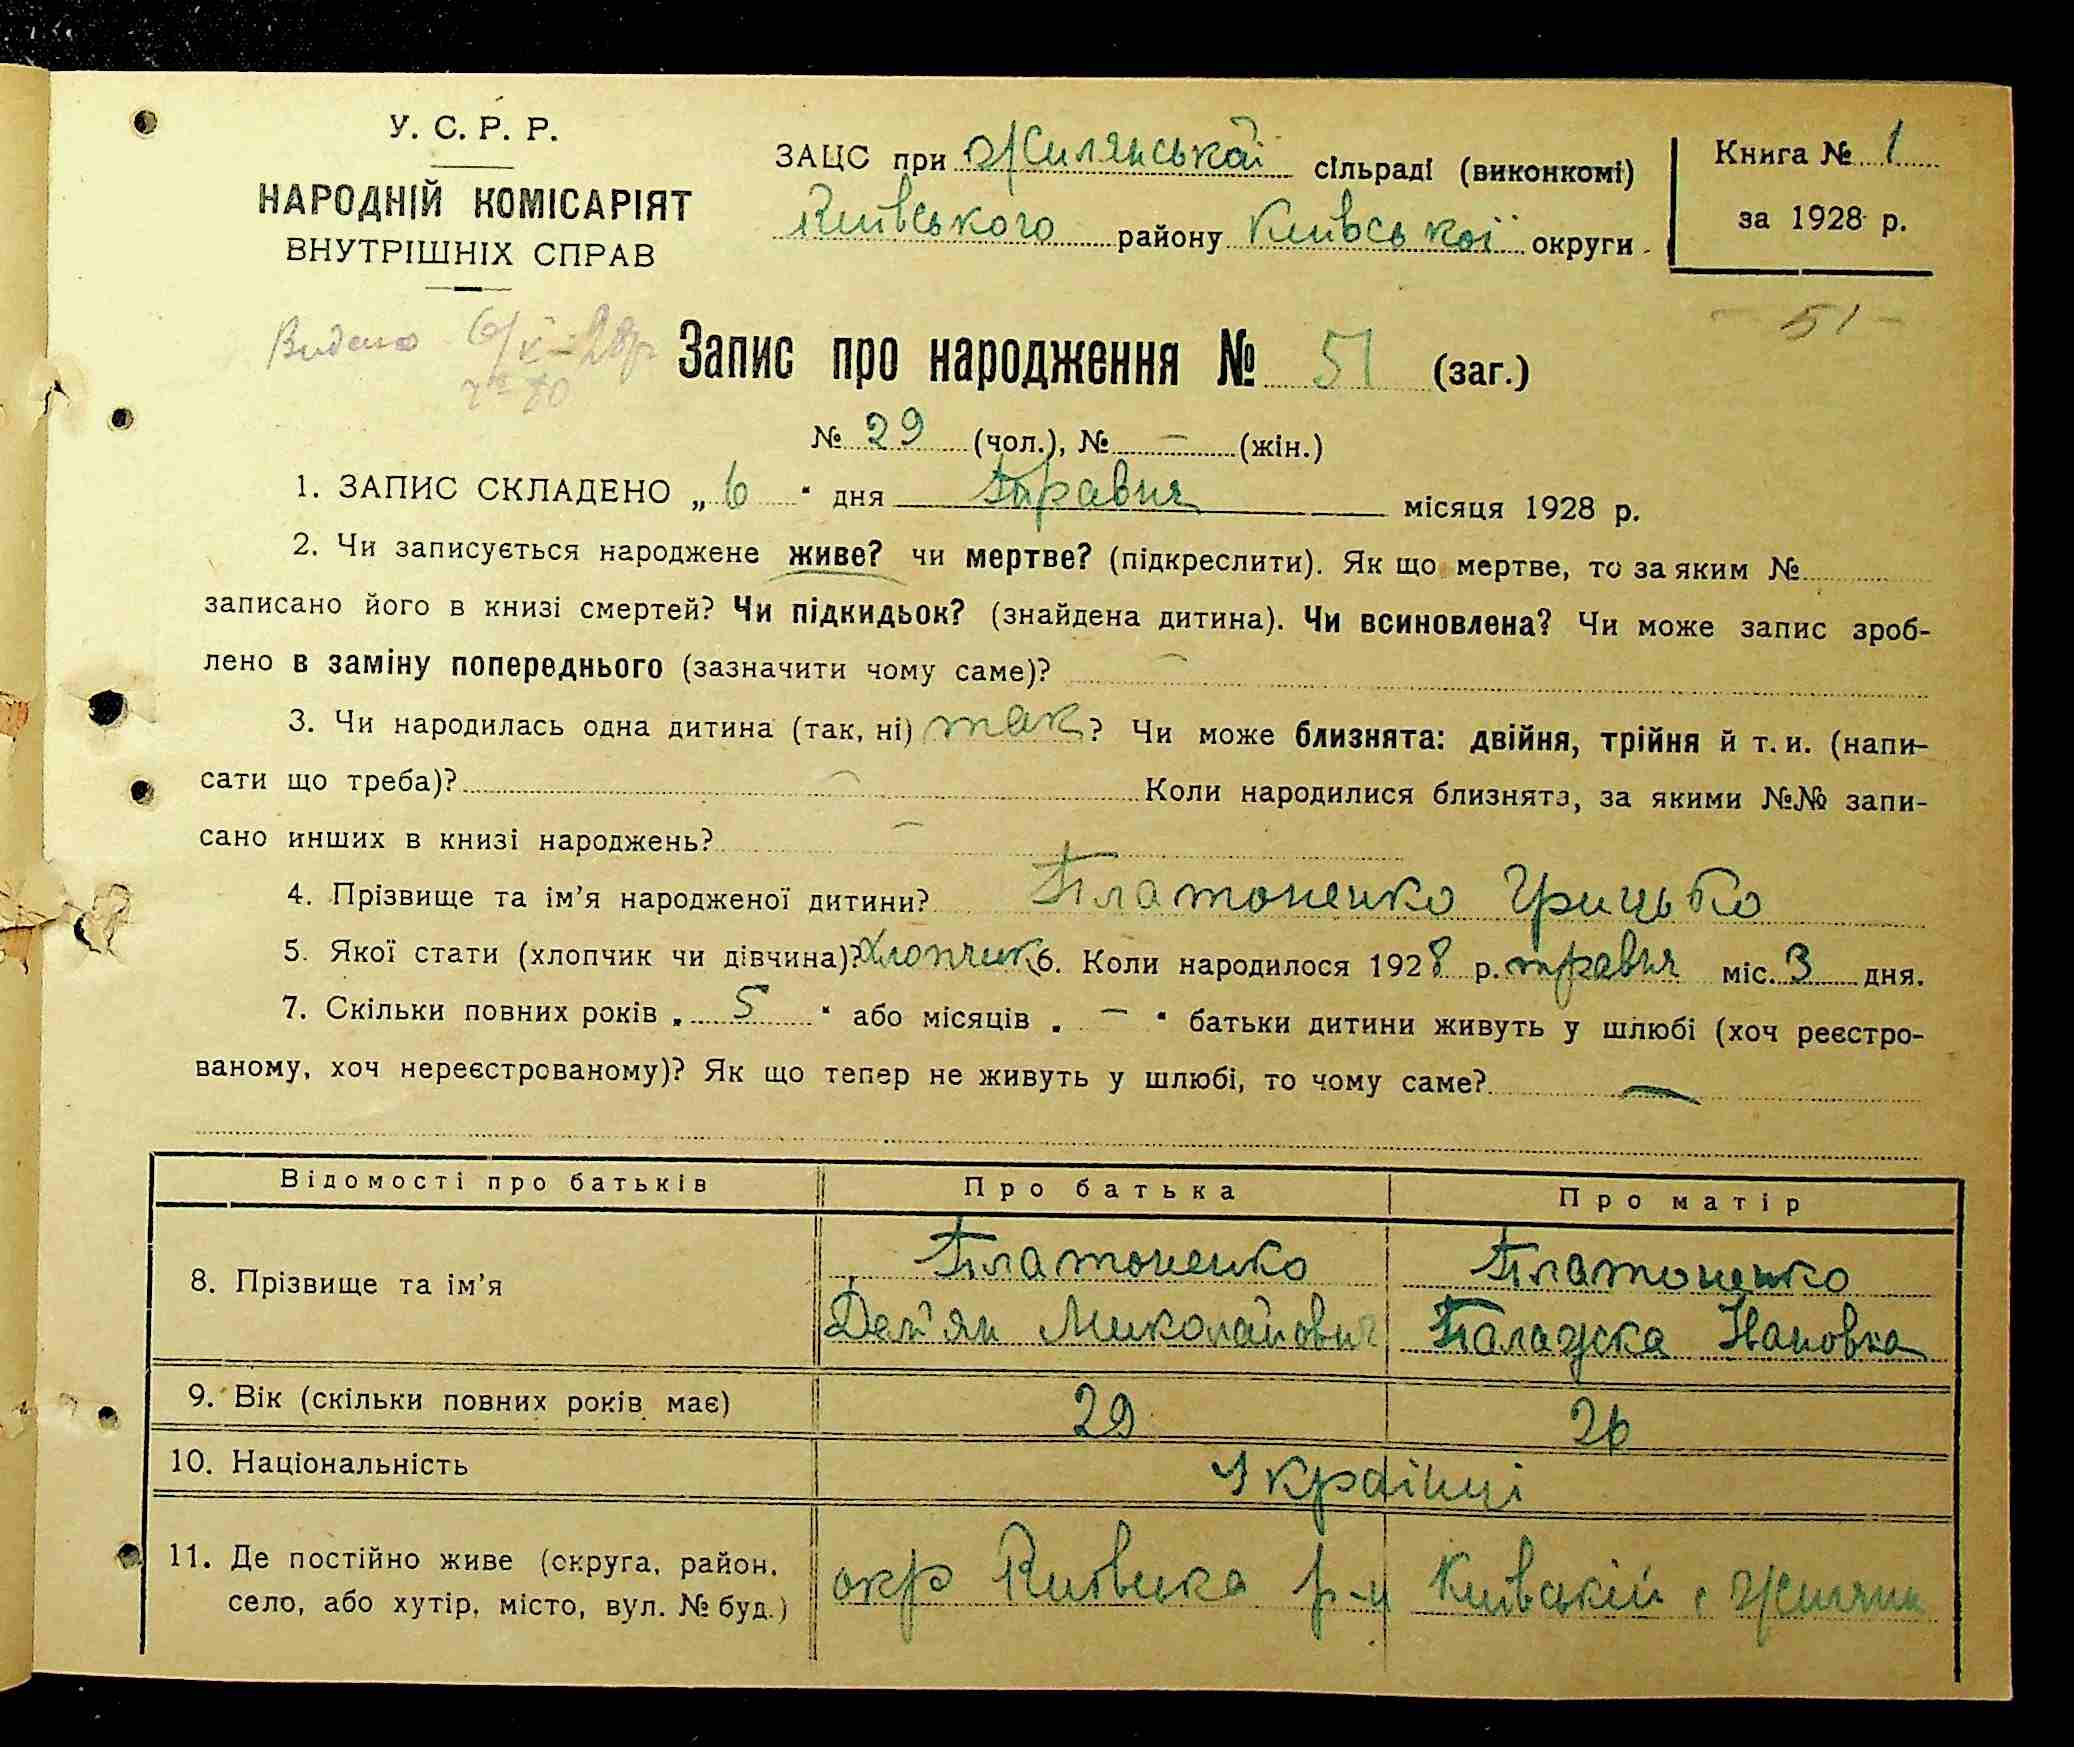 У. С. Р. Р.
НАРОДНІЙ КОМІСАРІЯТ
ВНУТРІШНІХ СПРАВ
ЗАЦС при Жилянській сільраді (виконкомі)
Київського району Київської округи
Книга № 1
за 1928 р.
- 51 -
Видано 6/V-28р
Запис про народження № 51 (заг.)
№ 29 (чол.), № — (жін.)
1. ЗАПИС СКЛАДЕНО „ 6 “ дня Травня місяця 1928 р.
2. Чи записується народжене живе? чи мертве? (підкреслити). Як що мертве, то за яким №
записано його в книзі смертей? Чи підкидьок? (знайдена дитина). Чи всиновлена? Чи може запис зроб-
лено в заміну попереднього (зазначити чому саме)? —
3. Чи народилась одна дитина (так, ні) так ? Чи може близнята: двійня, трійня й т. и. (напи-
сати що треба)? — Коли народилися близнята, за якими №№ запи-
сано инших в книзі народжень? —
4. Прізвище та ім’я народженої дитини? Платоненко Грицько
5. Якої стати (хлопчик чи дівчина)? Хлопчик 6. Коли народилося 1928 р. травня міс. 3 дня.
7. Скільки повних років „ 5 “ або місяців „ — “ батьки дитини живуть у шлюбі (хоч реєстро-
ваному, хоч нереєстрованому)? Як що тепер не живуть у шлюбі, то чому саме? —
Відомості про батьків Про батька Про матір
8. Прізвище та ім’я Платоненко Платоненко
Дем’ян Миколайович Палажка Івановна
9. Вік (скільки повних років має) 29 26
10. Національність Українці
11. Де постійно живе (округа, район,
село, або хутір, місто, вул. № буд.) окр Київська р-н Київській с Жиляни